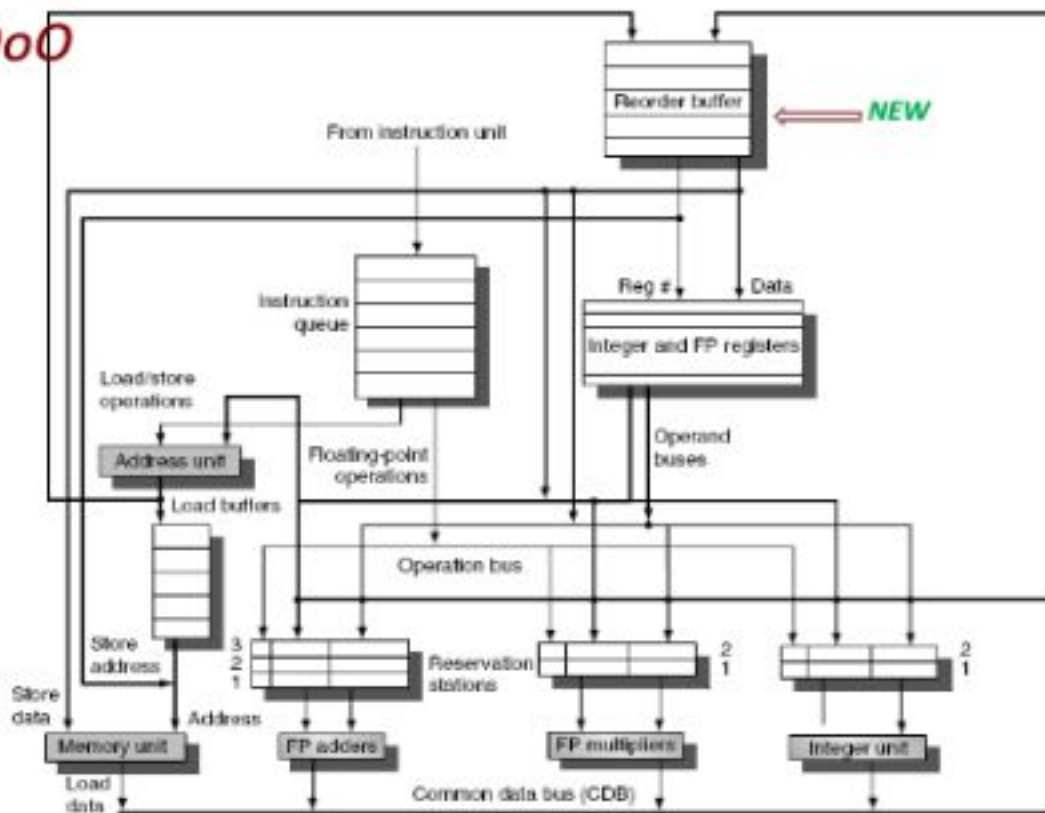 OoO
Reorder buffer
NEW
From instruction unit
Reg #
Data
Instruction
queue
Integer and FP registers
Load/store
operations
Operand
buses
Floating-point
operations
Address unit
Load buffers
Operation bus
Store
address
3
2
1
Reservation
stations
2
1
2
1
Store
data
Address
Memory unit
FP adders
FP multipliers
Integer unit
Load
data
Common data bus (CDB)